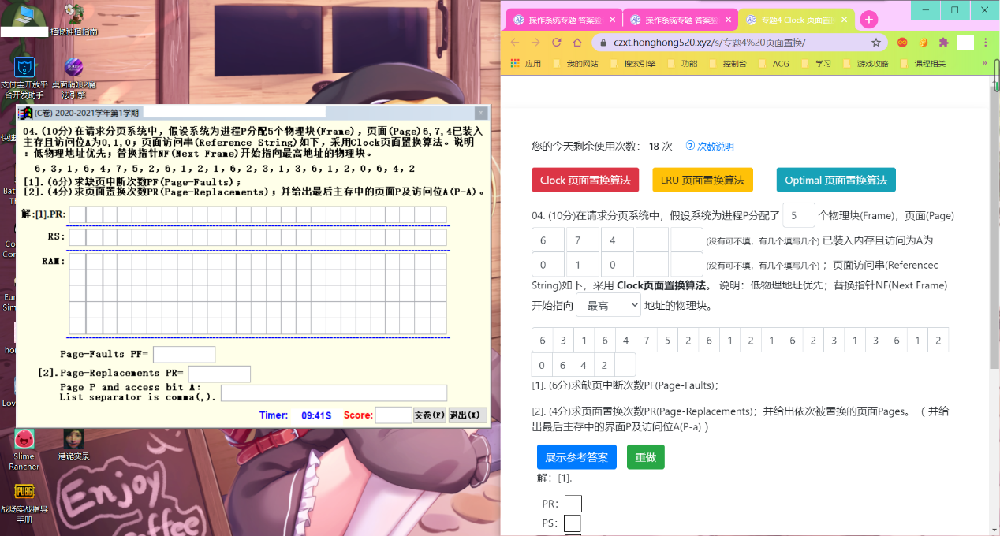 植物种植指南
支付宝开放平
台开发助手
桌面萌娘2魔
法引擎
Slime
Rancher
港诡实录
PUBG
战场实战指导
手册
Enjoy
(C卷) 2020-2021学年第1学期
04.(10分)在请求分页系统中，假设系统为进程P分配5个物理块(Frame)，页面(Page)6,7,4已装入
主存且访问位A为0,1,0；页面访问串(Reference String)如下，采用Clock页面置换算法。说明
：低物理地址优先；替换指针NF(Next Frame)开始指向最高地址的物理块。
6，3，1，6，4，7，5，2，6，1，2，1，6，2，3，1，3，6，1，2，0，6，4，2
[1].(6分)求缺页中断次数PF(Page-Faults)；
[2].(4分)求页面置换次数PR(Page-Replacements)；并给出最后主存中的页面P及访问位A(P-A)。
解:[1].PR:
RS:
RAM:
Page-Faults PF=
[2].Page-Replacements PR=
Page P and access bit A:
List separator is comma(,).
Timer: 09:41S Score: 交卷(P) 退出(X)
操作系统专题 答案验 操作系统专题 答案验 专题4 Clock 页面置换
czxt.honghong520.xyz/s/专题4%20页面置换/
应用 我的网站 搜索引擎 功能 控制台 ACG 学习 游戏攻略 课程相关
您的今天剩余使用次数： 18 次 次数说明
Clock 页面置换算法 LRU 页面置换算法 Optimal 页面置换算法
04. (10分)在请求分页系统中，假设系统为进程P分配了 5 个物理块(Frame)，页面(Page)
6 7 4 (没有可不填，有几个填写几个) 已装入内存且访问为A为
0 1 0 (没有可不填，有几个填写几个) ；页面访问串(Referencec
String)如下，采用 Clock页面置换算法。 说明：低物理地址优先；替换指针NF(Next Frame)
开始指向 最高 地址的物理块。
6 3 1 6 4 7 5 2 6 1 2 1 6 2 3 1 3 6 1 2
0 6 4 2
[1]. (6分)求缺页中断次数PF(Page-Faults)；
[2]. (4分)求页面置换次数PR(Page-Replacements)；并给出依次被置换的页面Pages。（ 并给
出最后主存中的界面P及访问位A(P-a) ）
展示参考答案 重做
解：[1].
PR：
PS：